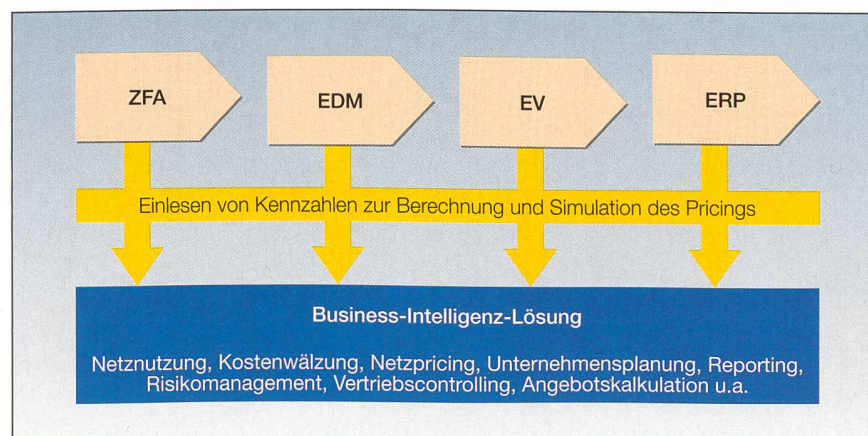 ZFA
EDM
EV
ERP
Einlesen von Kennzahlen zur Berechnung und Simulation des Pricings
Business-Intelligenz-Lösung
Netznutzung, Kostenwälzung, Netzpricing, Unternehmensplanung, Reporting,
Risikomanagement, Vertriebscontrolling, Angebotskalkulation u.a.